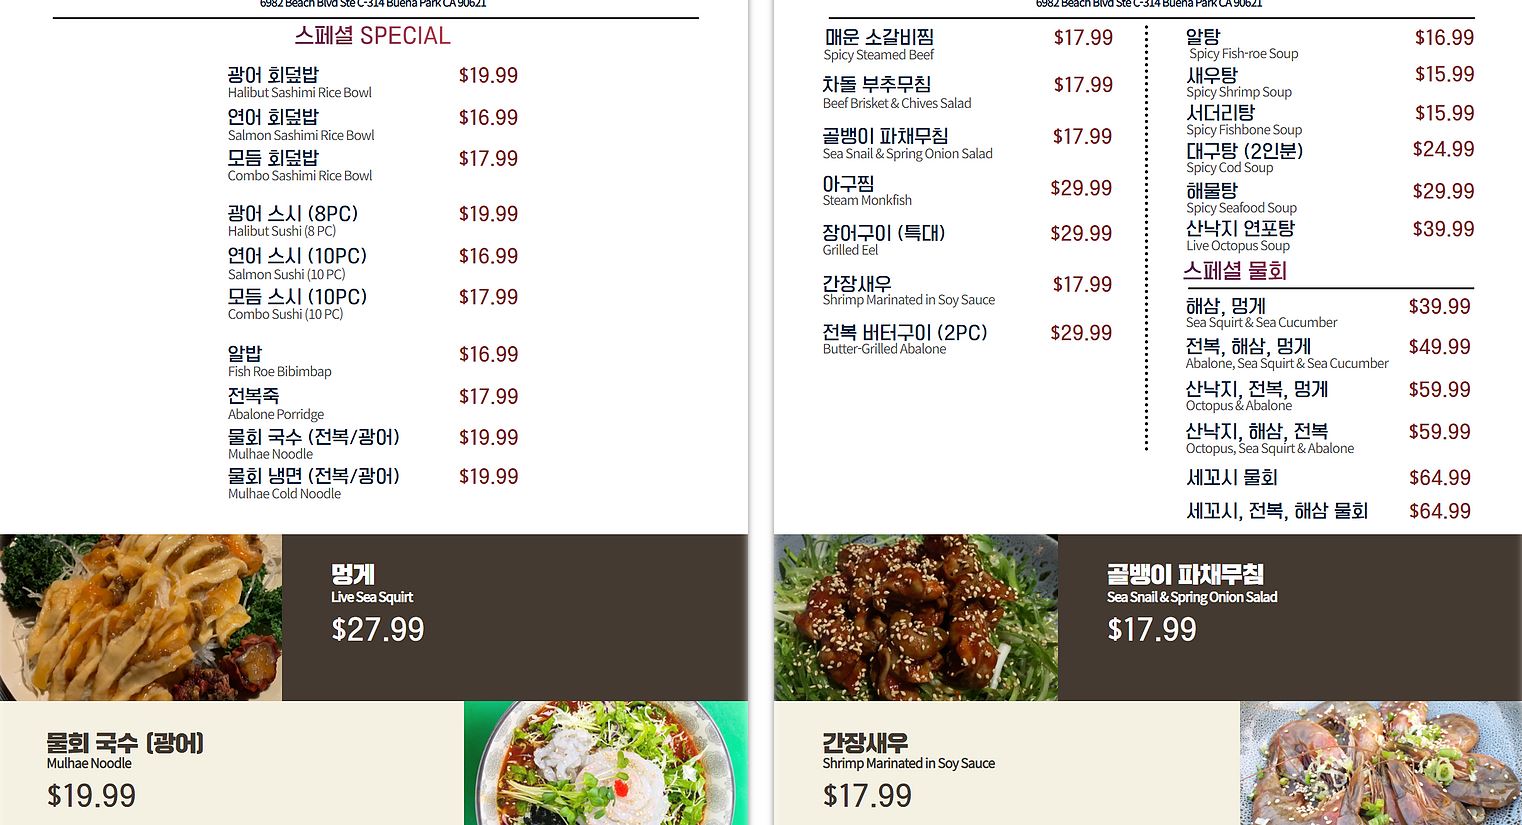 6982 Beach Blvd Ste C-314 Buena Park CA 90621
스페셜 SPECIAL
광어 회덮밥 $19.99
Halibut Sashimi Rice Bowl
연어 회덮밥 $16.99
Salmon Sashimi Rice Bowl
모듬 회덮밥 $17.99
Combo Sashimi Rice Bowl
광어 스시 (8PC) $19.99
Halibut Sushi (8 PC)
연어 스시 (10PC) $16.99
Salmon Sushi (10 PC)
모듬 스시 (10PC) $17.99
Combo Sushi (10 PC)
알밥 $16.99
Fish Roe Bibimbap
전복죽 $17.99
Abalone Porridge
물회 국수 (전복/광어) $19.99
Mulhae Noodle
물회 냉면 (전복/광어) $19.99
Mulhae Cold Noodle
멍게
Live Sea Squirt
$27.99
물회 국수 (광어)
Mulhae Noodle
$19.99
6982 Beach Blvd Ste C-314 Buena Park CA 90621
매운 소갈비찜 $17.99
Spicy Steamed Beef
차돌 부추무침 $17.99
Beef Brisket & Chives Salad
골뱅이 파채무침 $17.99
Sea Snail & Spring Onion Salad
아구찜 $29.99
Steam Monkfish
장어구이 (특대) $29.99
Grilled Eel
간장새우 $17.99
Shrimp Marinated in Soy Sauce
전복 버터구이 (2PC) $29.99
Butter-Grilled Abalone
알탕 $16.99
Spicy Fish-roe Soup
새우탕 $15.99
Spicy Shrimp Soup
서더리탕 $15.99
Spicy Fishbone Soup
대구탕 (2인분) $24.99
Spicy Cod Soup
해물탕 $29.99
Spicy Seafood Soup
산낙지 연포탕 $39.99
Live Octopus Soup
스페셜 물회
해삼, 멍게 $39.99
Sea Squirt & Sea Cucumber
전복, 해삼, 멍게 $49.99
Abalone, Sea Squirt & Sea Cucumber
산낙지, 전복, 멍게 $59.99
Octopus & Abalone
산낙지, 해삼, 전복 $59.99
Octopus, Sea Squirt & Abalone
세꼬시 물회 $64.99
세꼬시, 전복, 해삼 물회 $64.99
골뱅이 파채무침
Sea Snail & Spring Onion Salad
$17.99
간장새우
Shrimp Marinated in Soy Sauce
$17.99